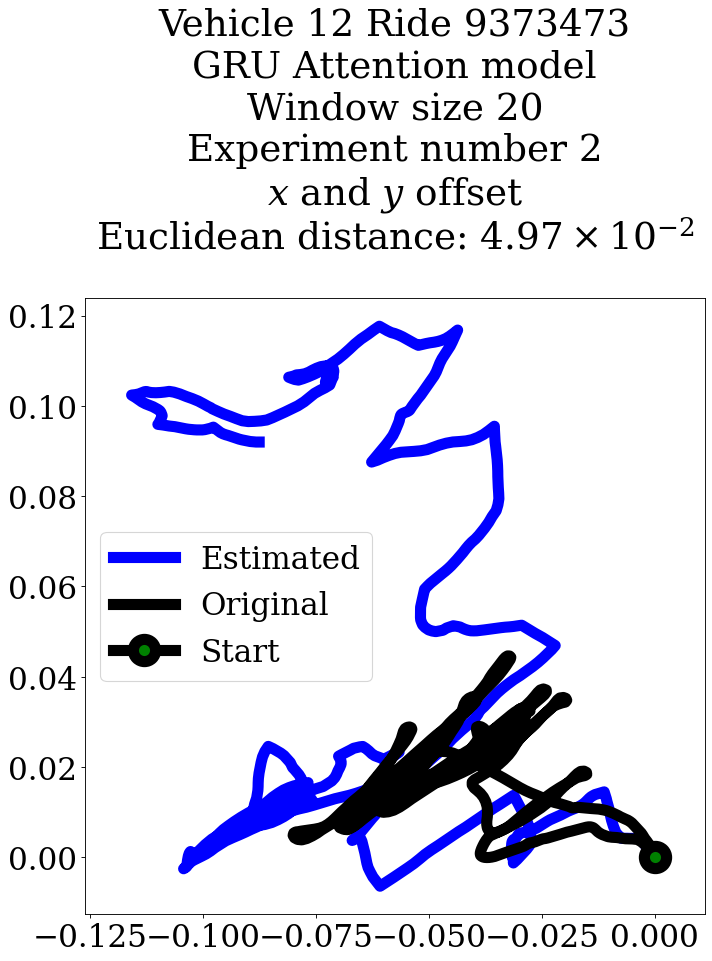 Vehicle 12 Ride 9373473
GRU Attention model
Window size 20
Experiment number 2
x and y offset
Euclidean distance: 4.97 × 10⁻²
0.12
0.10
0.08
0.06
0.04
0.02
0.00
Estimated
Original
Start
−0.125 −0.100 −0.075 −0.050 −0.025 0.000